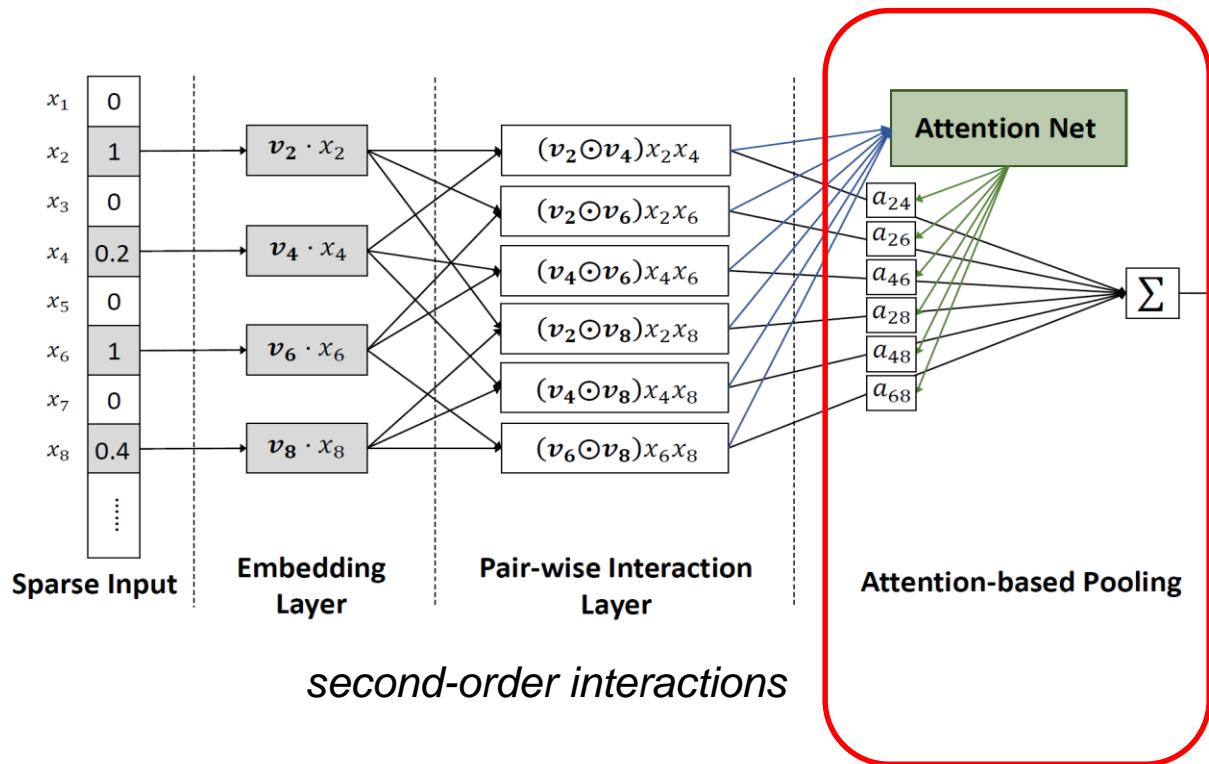 x₁ 0
x₂ 1
x₃ 0
x₄ 0.2
x₅ 0
x₆ 1
x₇ 0
x₈ 0.4
......
Sparse Input
v₂ · x₂
v₄ · x₄
v₆ · x₆
v₈ · x₈
Embedding
Layer
(v₂⊙v₄)x₂x₄
(v₂⊙v₆)x₂x₆
(v₄⊙v₆)x₄x₆
(v₂⊙v₈)x₂x₈
(v₄⊙v₈)x₄x₈
(v₆⊙v₈)x₆x₈
Pair-wise Interaction
Layer
Attention Net
a₂₄
a₂₆
a₄₆
a₂₈
a₄₈
a₆₈
Σ
Attention-based Pooling
second-order interactions